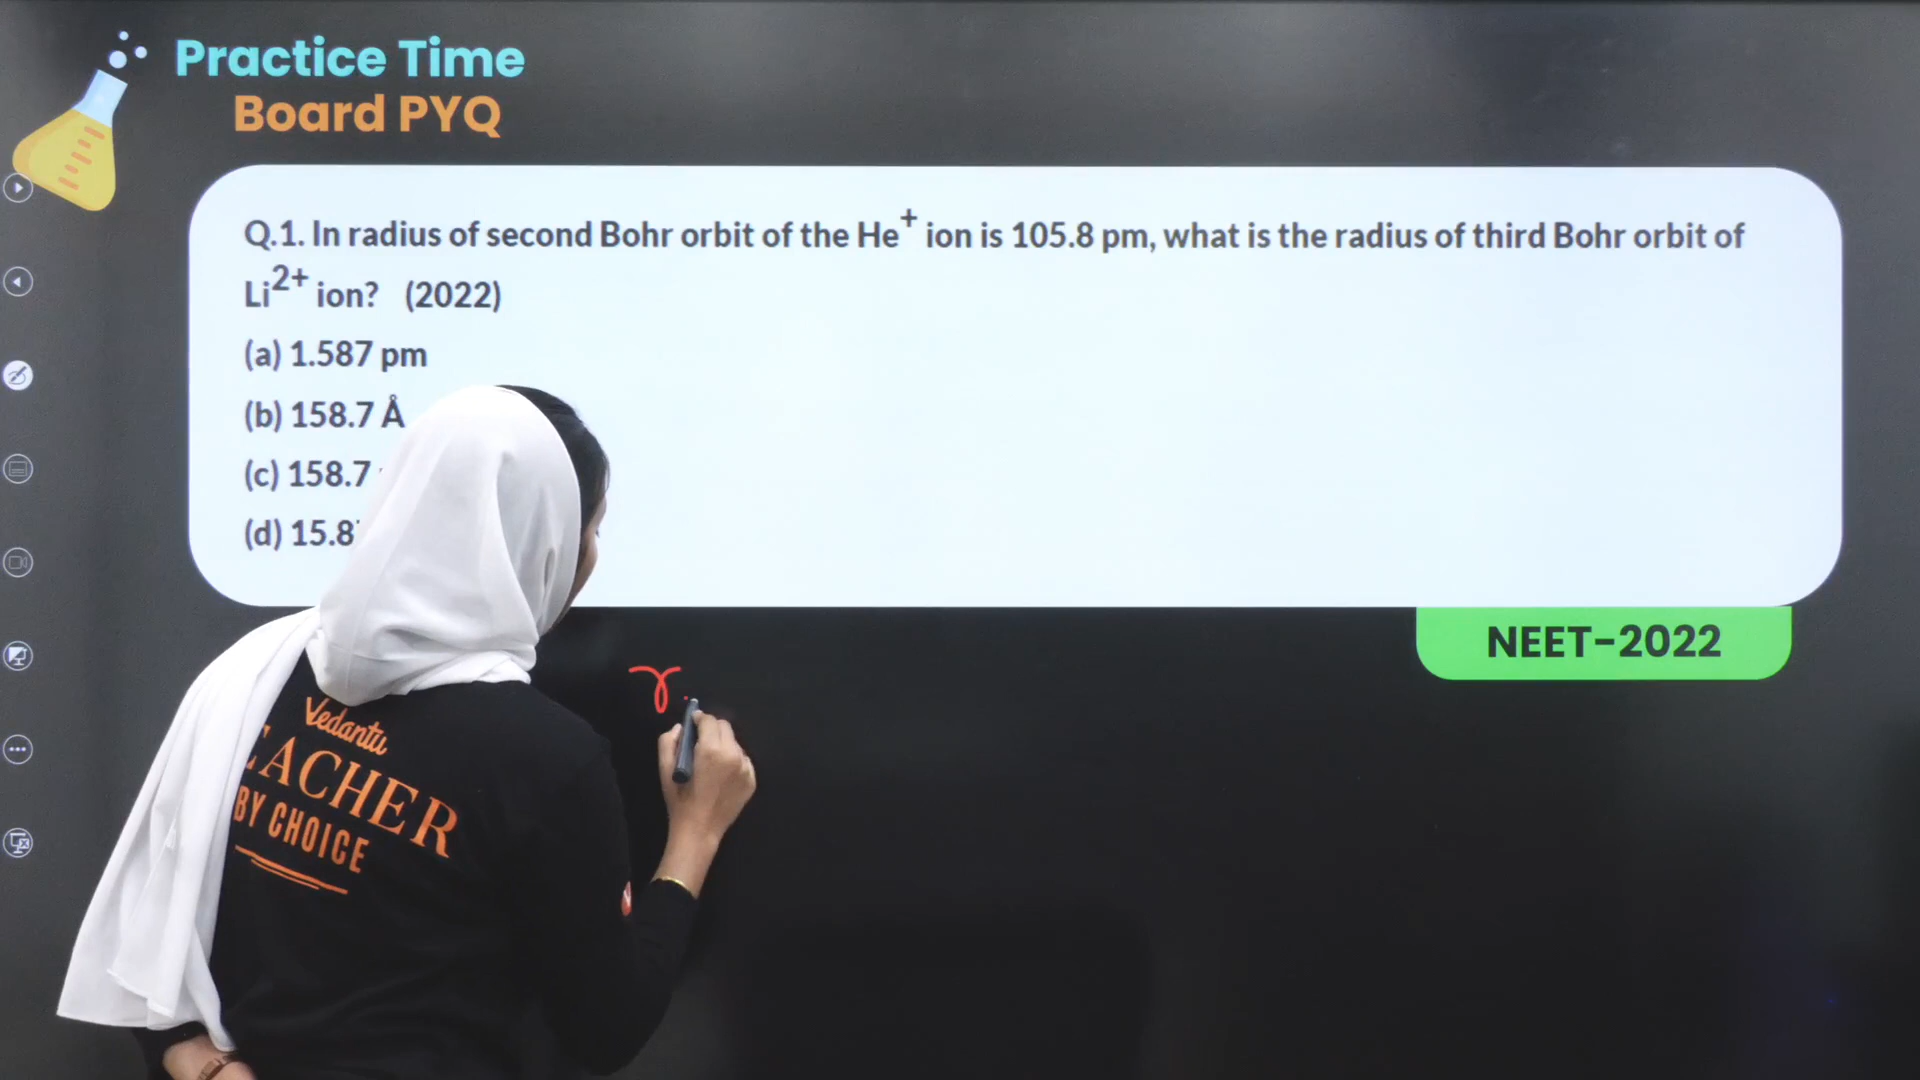 Practice Time
Board PYQ
Q.1. In radius of second Bohr orbit of the He⁺ ion is 105.8 pm, what is the radius of third Bohr orbit of
Li²⁺ ion? (2022)
(a) 1.587 pm
(b) 158.7 Å
(c) 158.7
(d) 15.8
NEET-2022
r
Vedantu
TEACHER
BY CHOICE